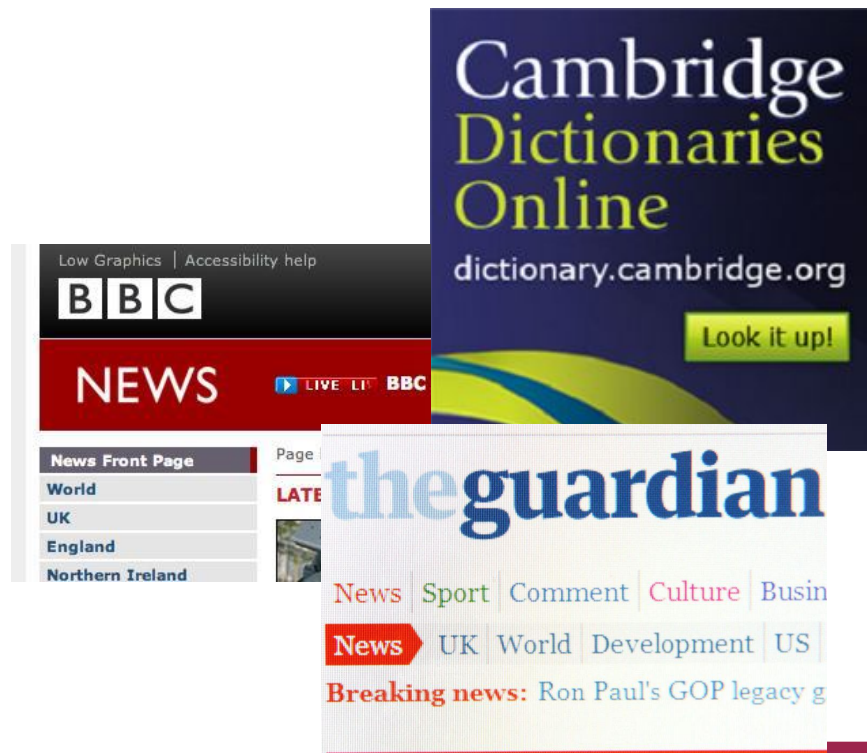 Cambridge
Dictionaries
Online
dictionary.cambridge.org
Look it up!
Low Graphics | Accessibility help
BBC
NEWS
LIVE BBC
News Front Page
World
UK
England
Northern Ireland
Page
LATE
theguardian
News Sport Comment Culture Busin
News UK World Development US
Breaking news: Ron Paul's GOP legacy g